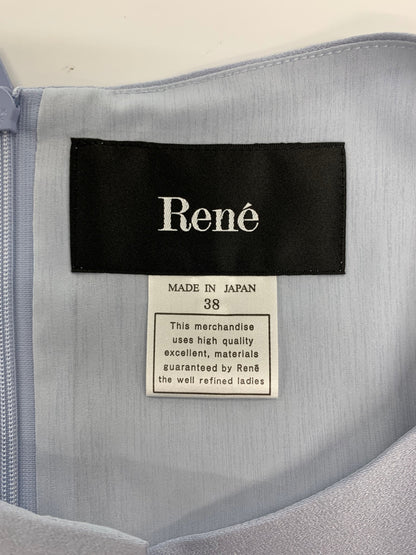 René
MADE IN JAPAN
38
This merchandise
uses high quality
excellent, materials
guaranteed by René
the well refined ladies